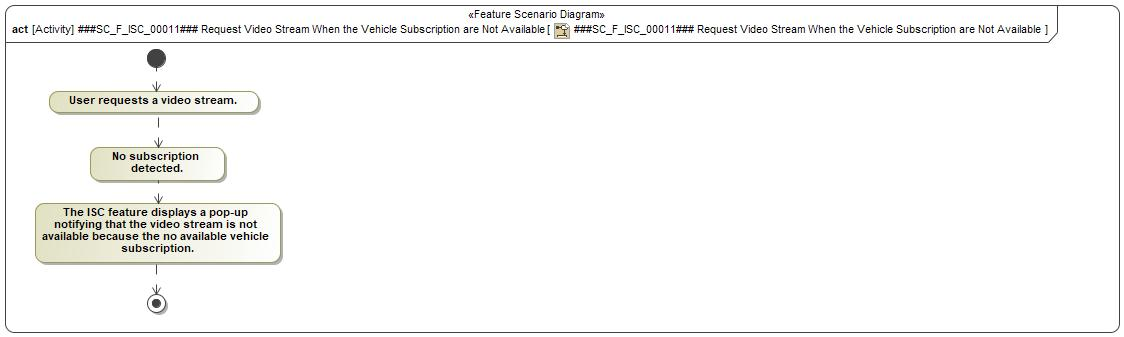 «Feature Scenario Diagram»
act [Activity] ###SC_F_ISC_00011### Request Video Stream When the Vehicle Subscription are Not Available [ ###SC_F_ISC_00011### Request Video Stream When the Vehicle Subscription are Not Available ]
User requests a video stream.
No subscription
detected.
The ISC feature displays a pop-up
notifying that the video stream is not
available because the no available vehicle
subscription.